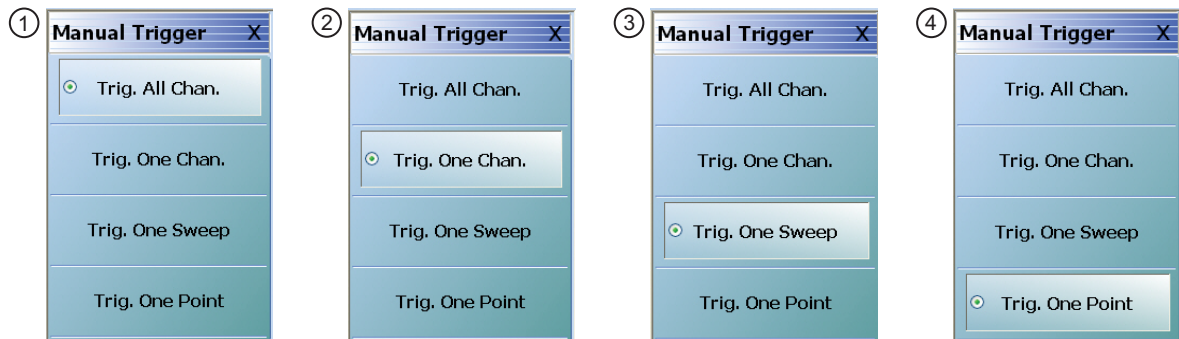 1
Manual Trigger X
Trig. All Chan.
Trig. One Chan.
Trig. One Sweep
Trig. One Point
2
Manual Trigger X
Trig. All Chan.
Trig. One Chan.
Trig. One Sweep
Trig. One Point
3
Manual Trigger X
Trig. All Chan.
Trig. One Chan.
Trig. One Sweep
Trig. One Point
4
Manual Trigger X
Trig. All Chan.
Trig. One Chan.
Trig. One Sweep
Trig. One Point